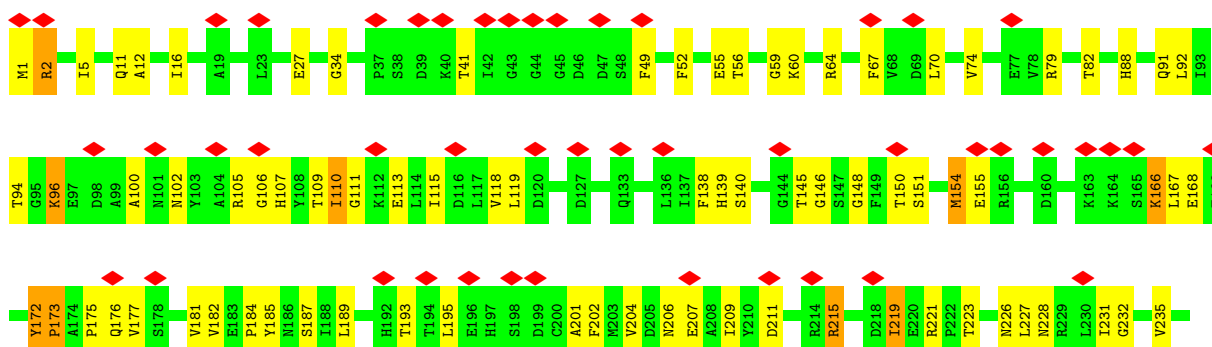 M1 R2 I5 Q11 A12 I16 A19 L23 E27 G34 P37 S38 D39 K40 T41 I42 G43 G44 G45 D46 D47 S48 F49 F52 E55 T56 G59 K60 R64 F67 V68 D69 L70 V74 E77 V78 R79 T82 H88 Q91 L92 I93
T94 G95 K96 E97 D98 A99 A100 N101 N102 Y103 A104 R105 G106 H107 Y108 T109 I110 G111 K112 E113 L114 I115 D116 L117 V118 L119 D120 D127 Q133 L136 I137 F138 H139 S140 G144 T145 G146 S147 G148 F149 T150 S151 M154 E155 R156 D160 K163 K164 S165 K166 L167 E168
Y172 P173 A174 P175 Q176 V177 S178 V181 V182 E183 P184 Y185 N186 S187 I188 L189 H192 T193 T194 L195 E196 H197 S198 D199 C200 A201 F202 M203 V204 D205 N206 E207 A208 I209 Y210 D211 R214 R215 D218 I219 E220 R221 P222 T223 N226 L227 N228 R229 L230 I231 G232 V235